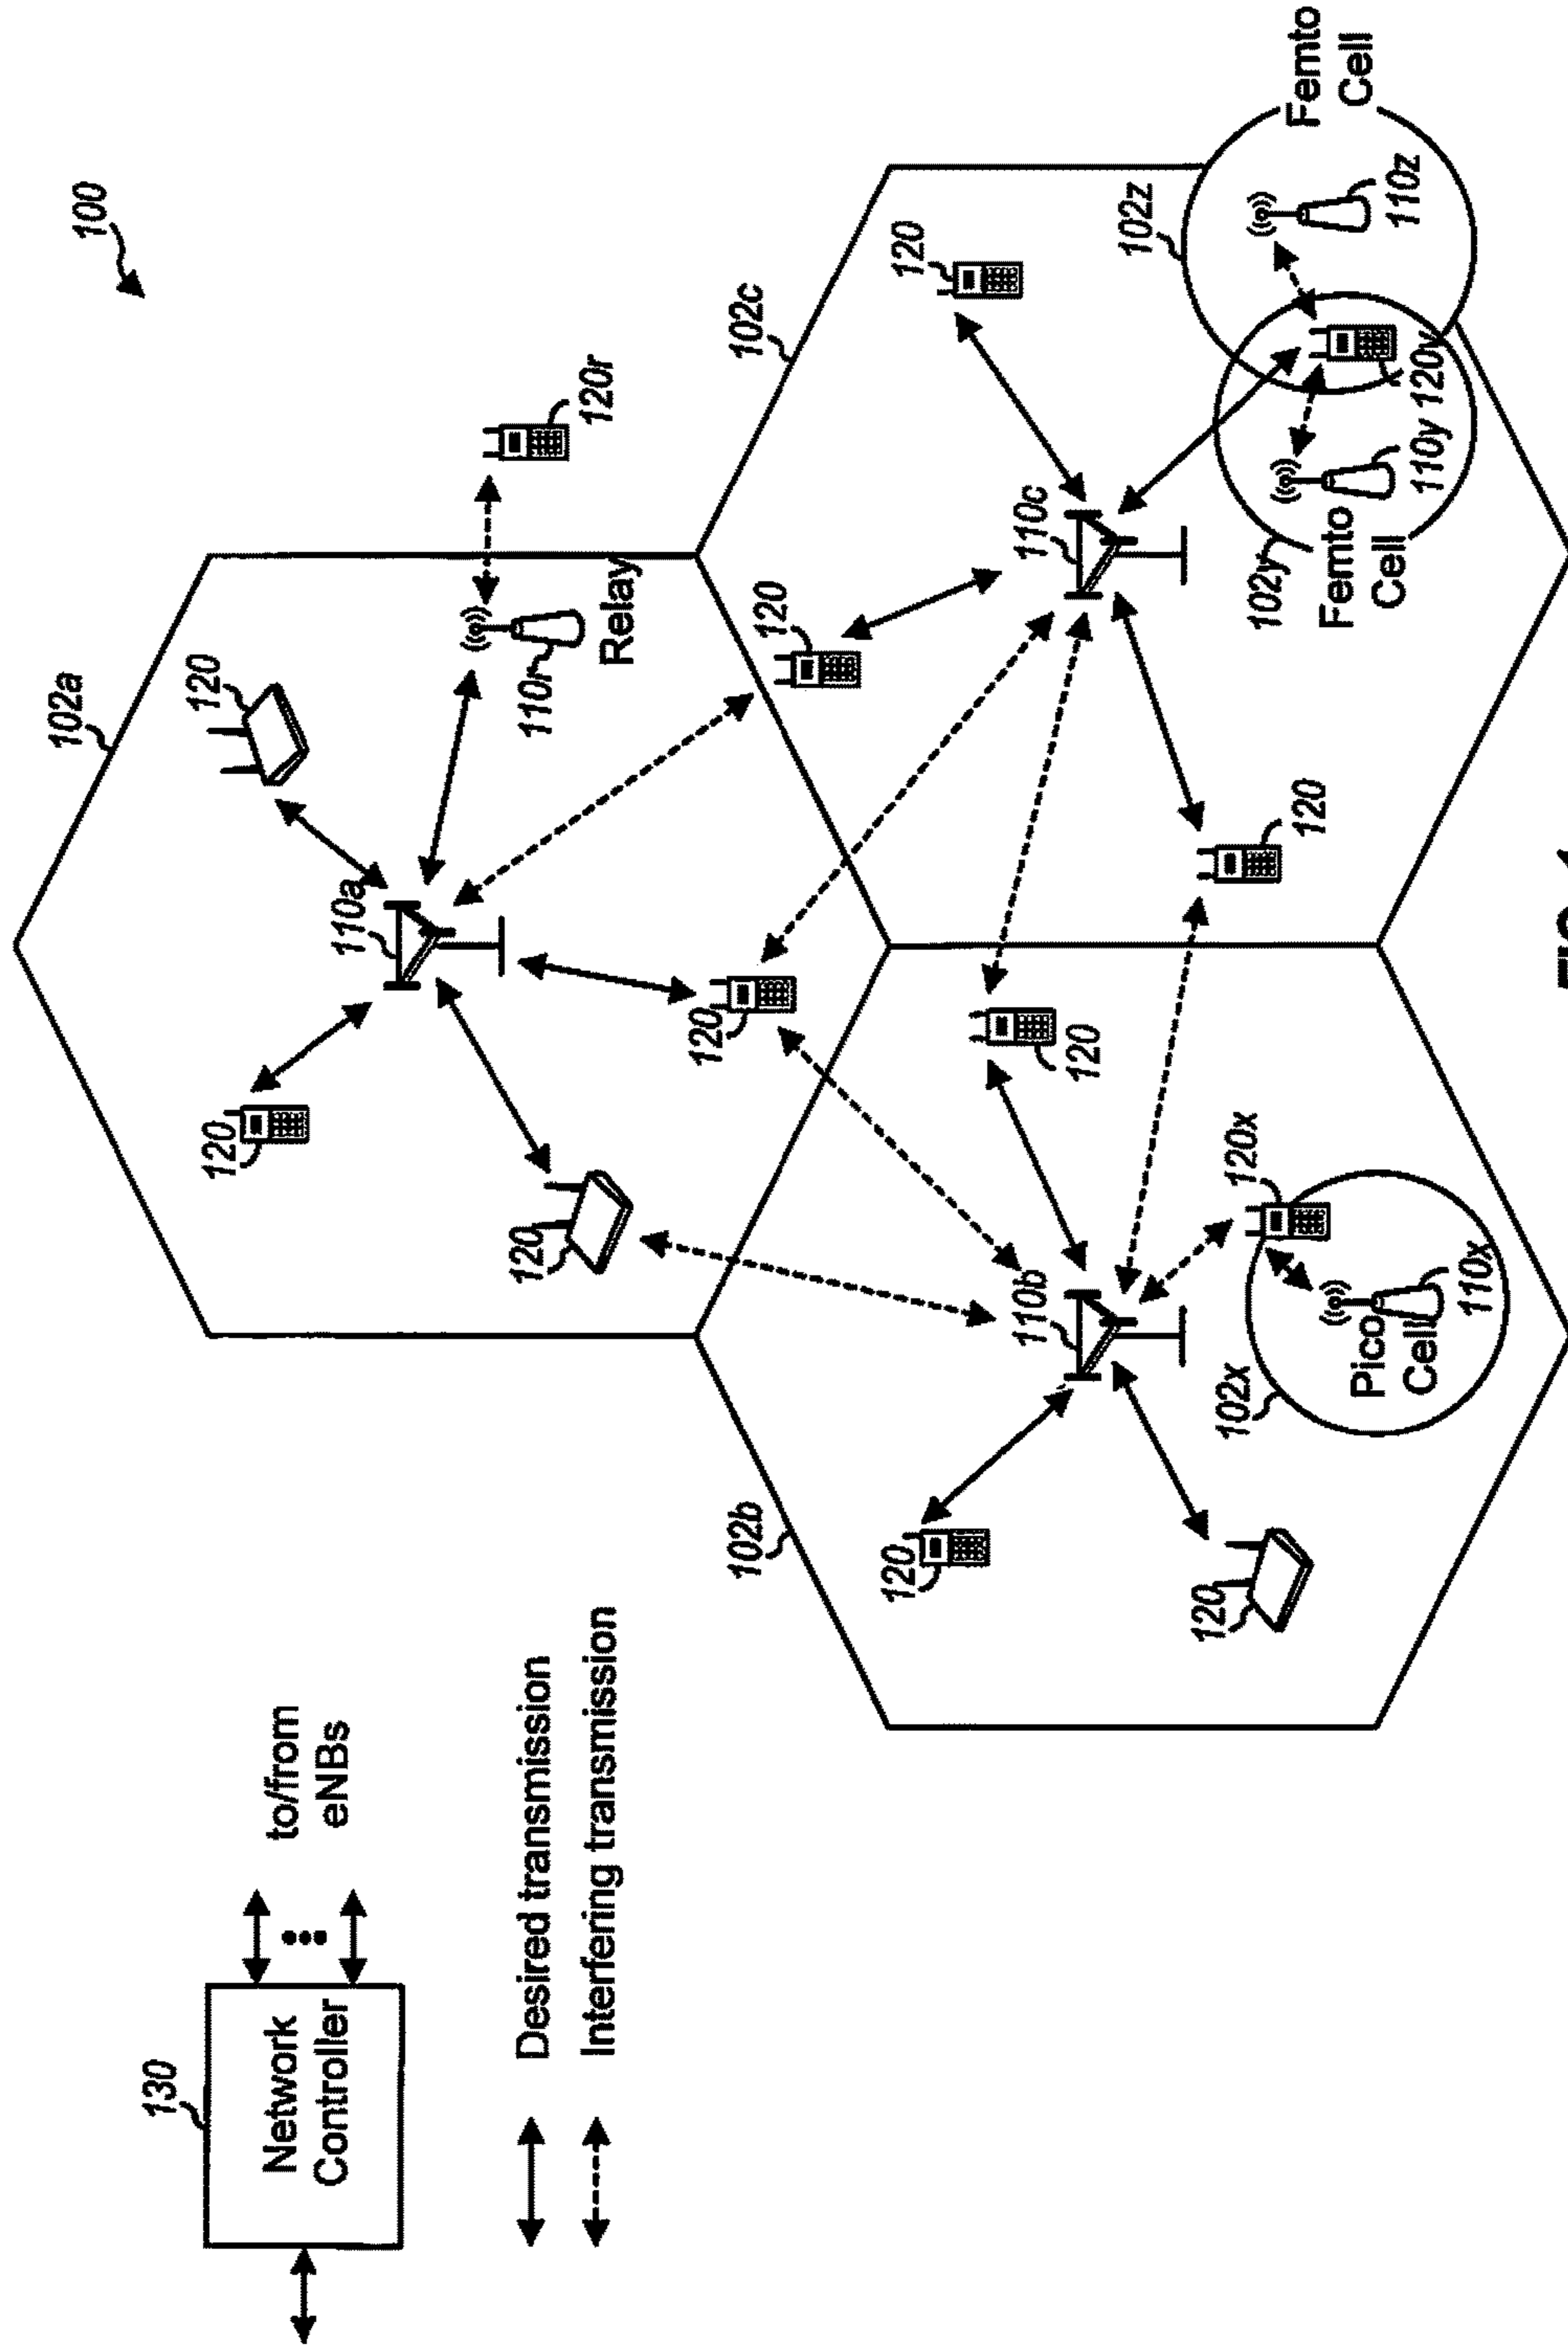 100
130
Network
Controller
to/from
eNBs
Desired transmission
Interfering transmission
102a
120
120
110a
120
120
110r
Relay
120r
102b
120
110b
120
120
102x
Pico
Cell
110x
120x
102c
120
110c
120
120
102y
Femto
Cell
110y
120y
102z
110z
Femto
Cell
FIG. 1